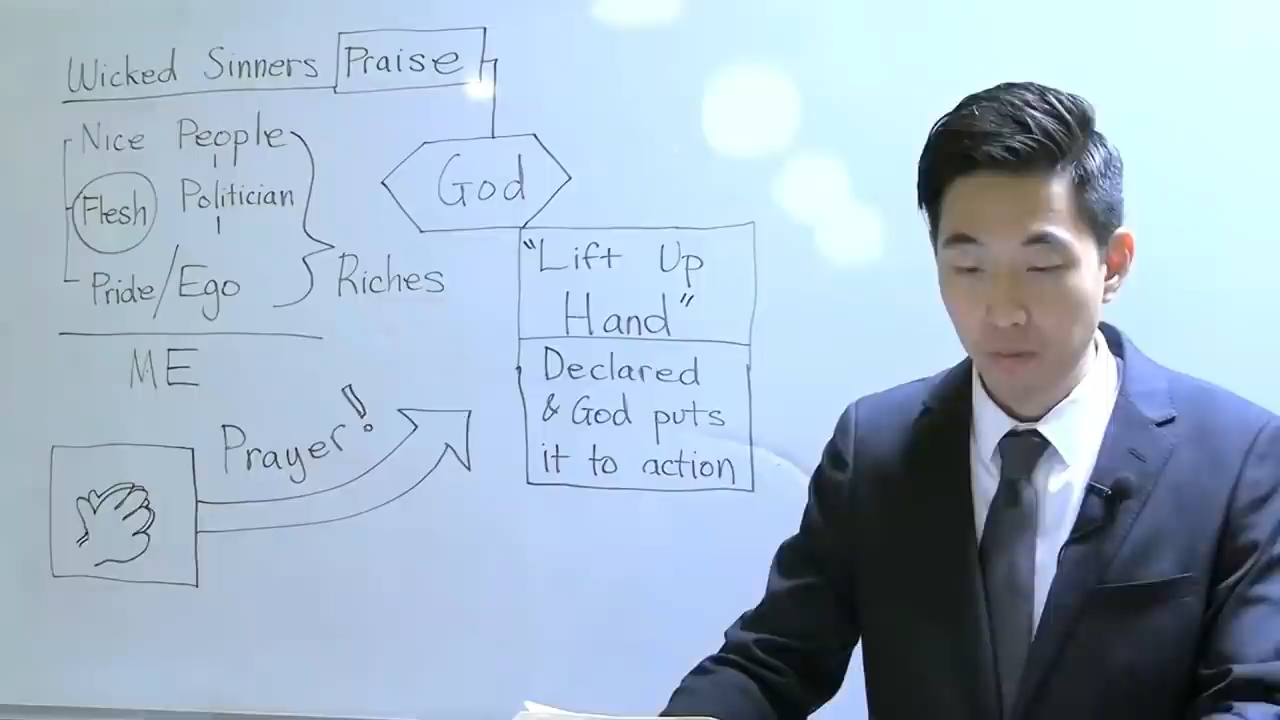 Wicked Sinners Praise
Nice People
Flesh Politician
Pride/Ego
Riches
God
"Lift Up
Hand"
Declared
& God puts
it to action
ME
Prayer!